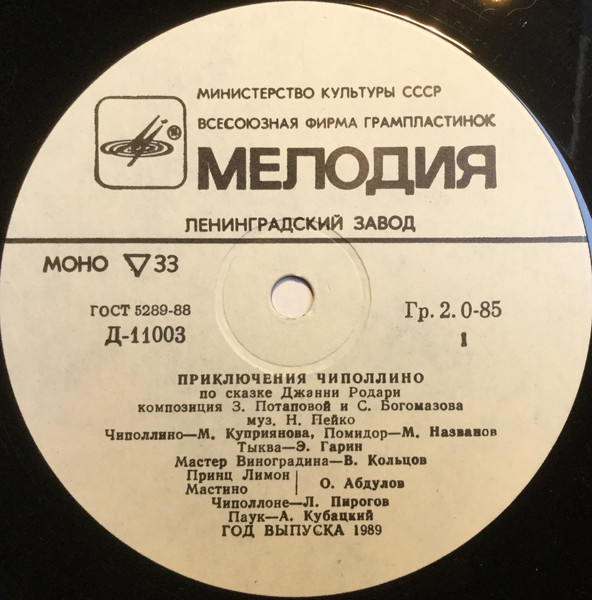 МИНИСТЕРСТВО КУЛЬТУРЫ СССР
ВСЕСОЮЗНАЯ ФИРМА ГРАМПЛАСТИНОК
МЕЛОДИЯ
ЛЕНИНГРАДСКИЙ ЗАВОД
МОНО 33
ГОСТ 5289-88 Гр. 2. 0-85
Д-11003 1
ПРИКЛЮЧЕНИЯ ЧИПОЛЛИНО
по сказке Джанни Родари
композиция З. Потаповой и С. Богомазова
муз. Н. Пейко
Чиполлино—М. Куприянова, Помидор—М. Названов
Тыква—Э. Гарин
Мастер Виноградина—В. Кольцов
Принц Лимон
Мастино | О. Абдулов
Чиполлоне—Л. Пирогов
Паук—А. Кубацкий
ГОД ВЫПУСКА 1989